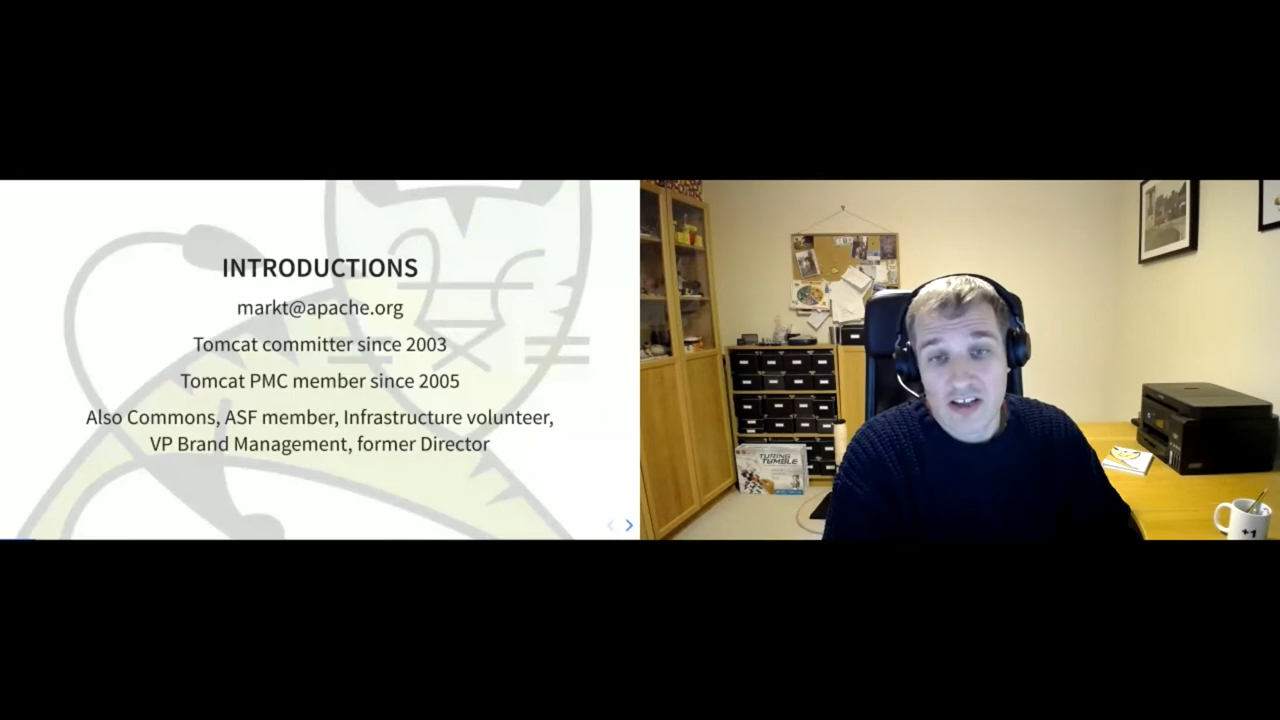 INTRODUCTIONS
markt@apache.org
Tomcat committer since 2003
Tomcat PMC member since 2005
Also Commons, ASF member, Infrastructure volunteer,
VP Brand Management, former Director
TURING
TUMBLE
+1